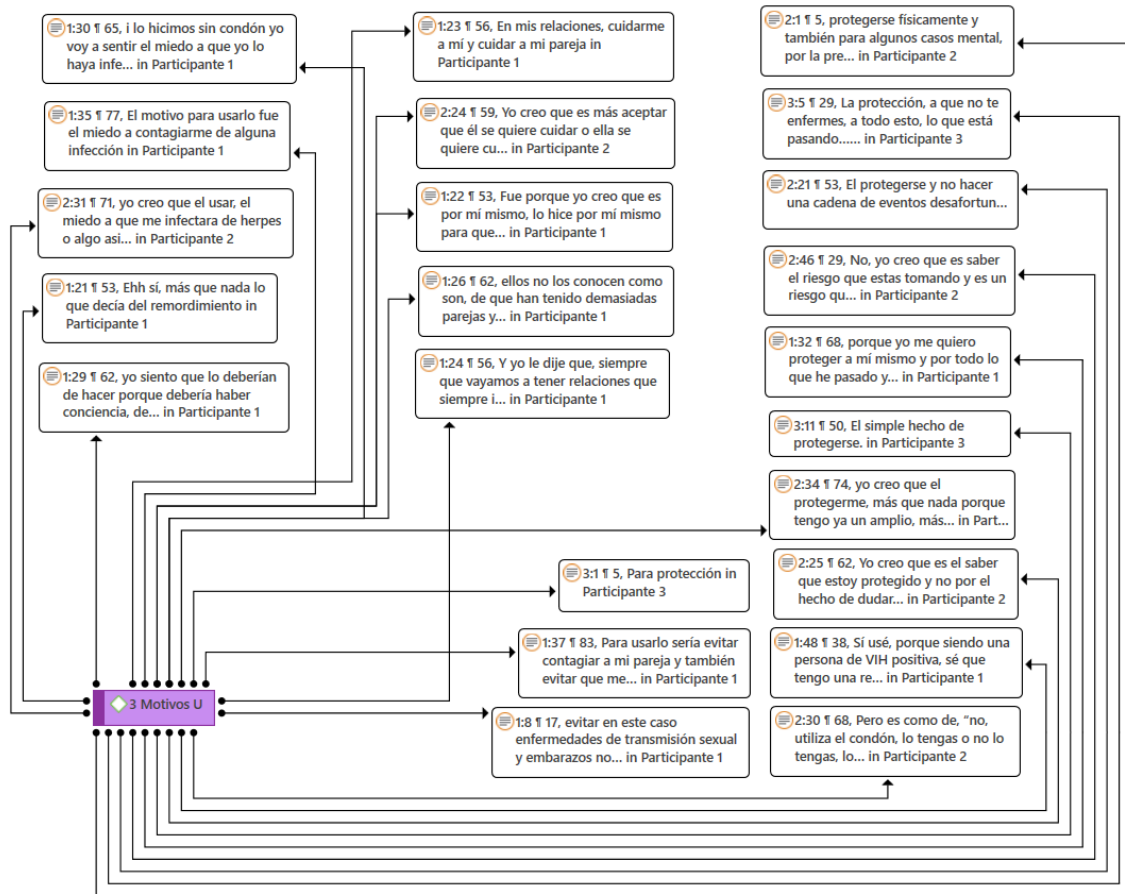 1:30 ¶ 65, i lo hicimos sin condón yo
voy a sentir el miedo a que yo lo
haya infe... in Participante 1
1:35 ¶ 77, El motivo para usarlo fue
el miedo a contagiarme de alguna
infección in Participante 1
2:31 ¶ 71, yo creo que el usar, el
miedo a que me infectara de herpes
o algo asi... in Participante 2
1:21 ¶ 53, Ehh sí, más que nada lo
que decía del remordimiento in
Participante 1
1:29 ¶ 62, yo siento que lo deberían
de hacer porque debería haber
conciencia, de... in Participante 1
3 Motivos U
1:23 ¶ 56, En mis relaciones, cuidarme
a mí y cuidar a mi pareja in
Participante 1
2:24 ¶ 59, Yo creo que es más aceptar
que él se quiere cuidar o ella se
quiere cu... in Participante 2
1:22 ¶ 53, Fue porque yo creo que es
por mí mismo, lo hice por mí mismo
para que... in Participante 1
1:26 ¶ 62, ellos no los conocen como
son, de que han tenido demasiadas
parejas y... in Participante 1
1:24 ¶ 56, Y yo le dije que, siempre
que vayamos a tener relaciones que
siempre i... in Participante 1
3:1 ¶ 5, Para protección in
Participante 3
1:37 ¶ 83, Para usarlo sería evitar
contagiar a mi pareja y también
evitar que me... in Participante 1
1:8 ¶ 17, evitar en este caso
enfermedades de transmisión sexual
y embarazos no... in Participante 1
2:1 ¶ 5, protegerse físicamente y
también para algunos casos mental,
por la pre... in Participante 2
3:5 ¶ 29, La protección, a que no te
enfermes, a todo esto, lo que está
pasando...... in Participante 3
2:21 ¶ 53, El protegerse y no hacer
una cadena de eventos desafortun...
2:46 ¶ 29, No, yo creo que es saber
el riesgo que estas tomando y es un
riesgo qu... in Participante 2
1:32 ¶ 68, porque yo me quiero
proteger a mí mismo y por todo lo
que he pasado y... in Participante 1
3:11 ¶ 50, El simple hecho de
protegerse. in Participante 3
2:34 ¶ 74, yo creo que el
protegerme, más que nada porque
tengo ya un amplio, más... in Part...
2:25 ¶ 62, Yo creo que es el saber
que estoy protegido y no por el
hecho de dudar... in Participante 2
1:48 ¶ 38, Sí usé, porque siendo una
persona de VIH positiva, sé que
tengo una re... in Participante 1
2:30 ¶ 68, Pero es como de, “no,
utiliza el condón, lo tengas o no lo
tengas, lo... in Participante 2